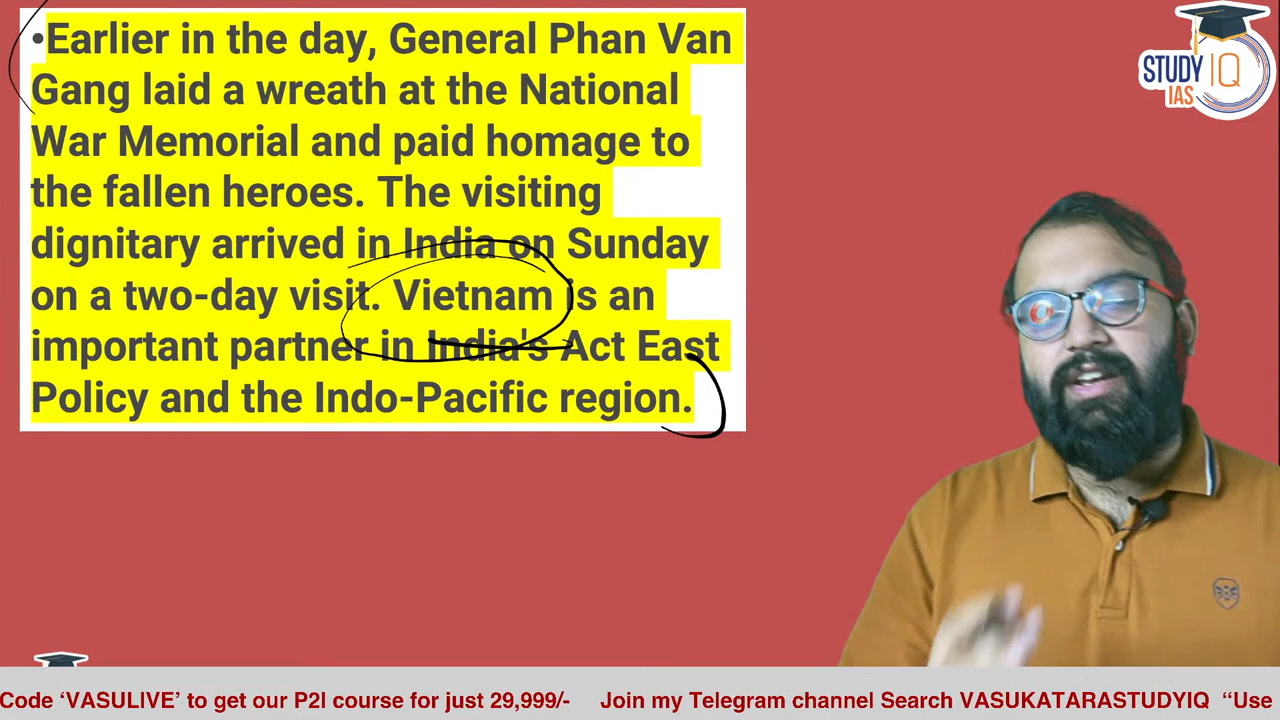 •Earlier in the day, General Phan Van
Gang laid a wreath at the National
War Memorial and paid homage to
the fallen heroes. The visiting
dignitary arrived in India on Sunday
on a two-day visit. Vietnam is an
important partner in India's Act East
Policy and the Indo-Pacific region.
STUDY IQ
IAS
Code ‘VASULIVE’ to get our P2I course for just 29,999/- Join my Telegram channel Search VASUKATARASTUDYIQ “Use